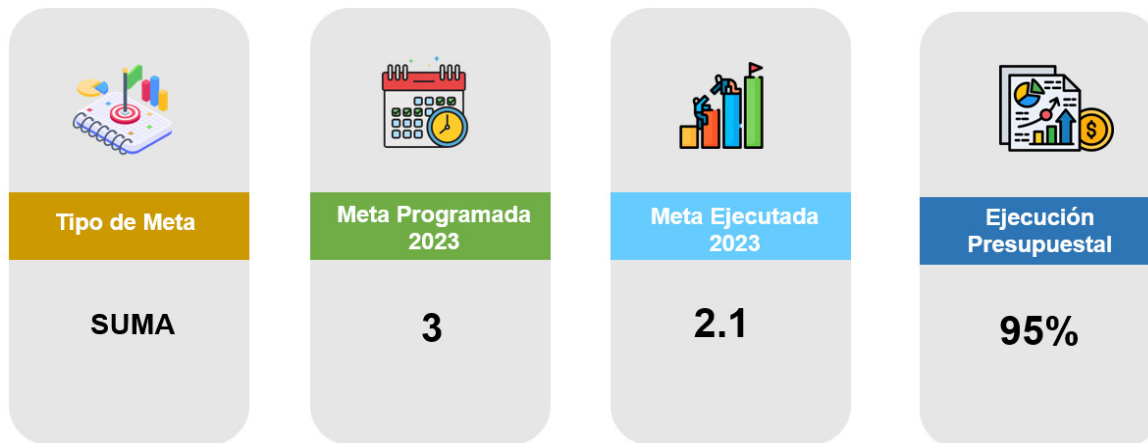 Tipo de Meta
SUMA
Meta Programada
2023
3
Meta Ejecutada
2023
2.1
Ejecución
Presupuestal
95%